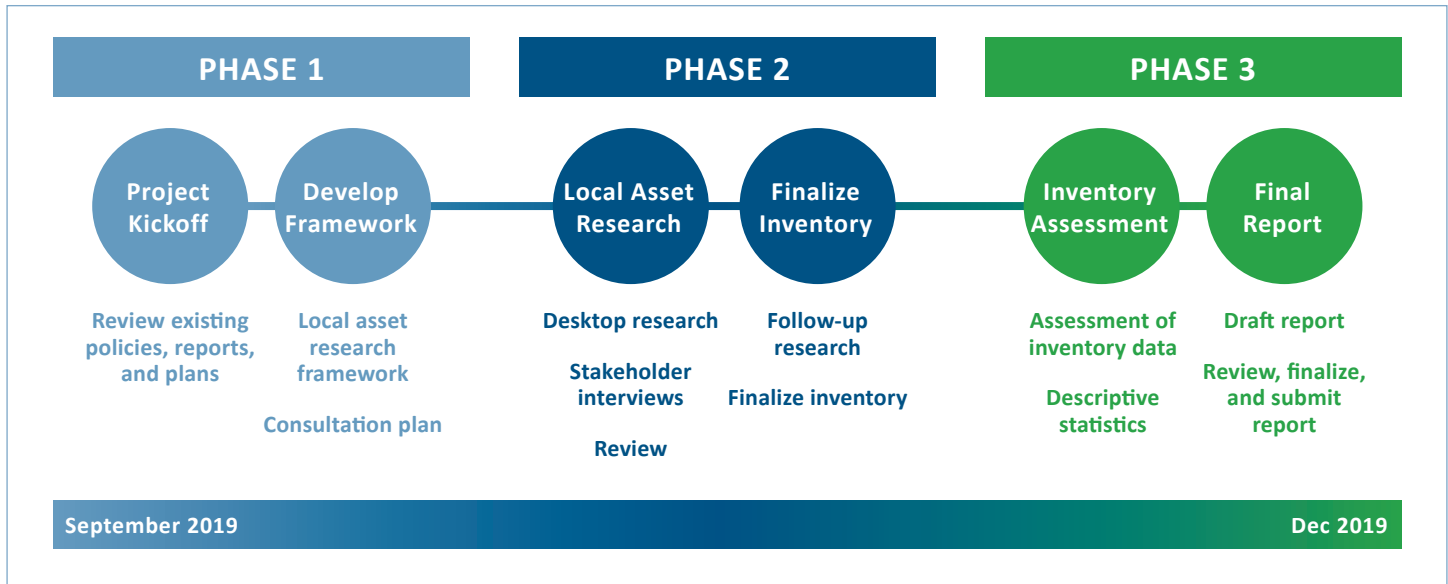 PHASE 1
Project
Kickoff
Develop
Framework
Review existing
policies, reports,
and plans
Local asset
research
framework
Consultation plan
PHASE 2
Local Asset
Research
Finalize
Inventory
Desktop research
Stakeholder
interviews
Review
Follow-up
research
Finalize inventory
PHASE 3
Inventory
Assessment
Final
Report
Assessment of
inventory data
Descriptive
statistics
Draft report
Review, finalize,
and submit
report
September 2019
Dec 2019